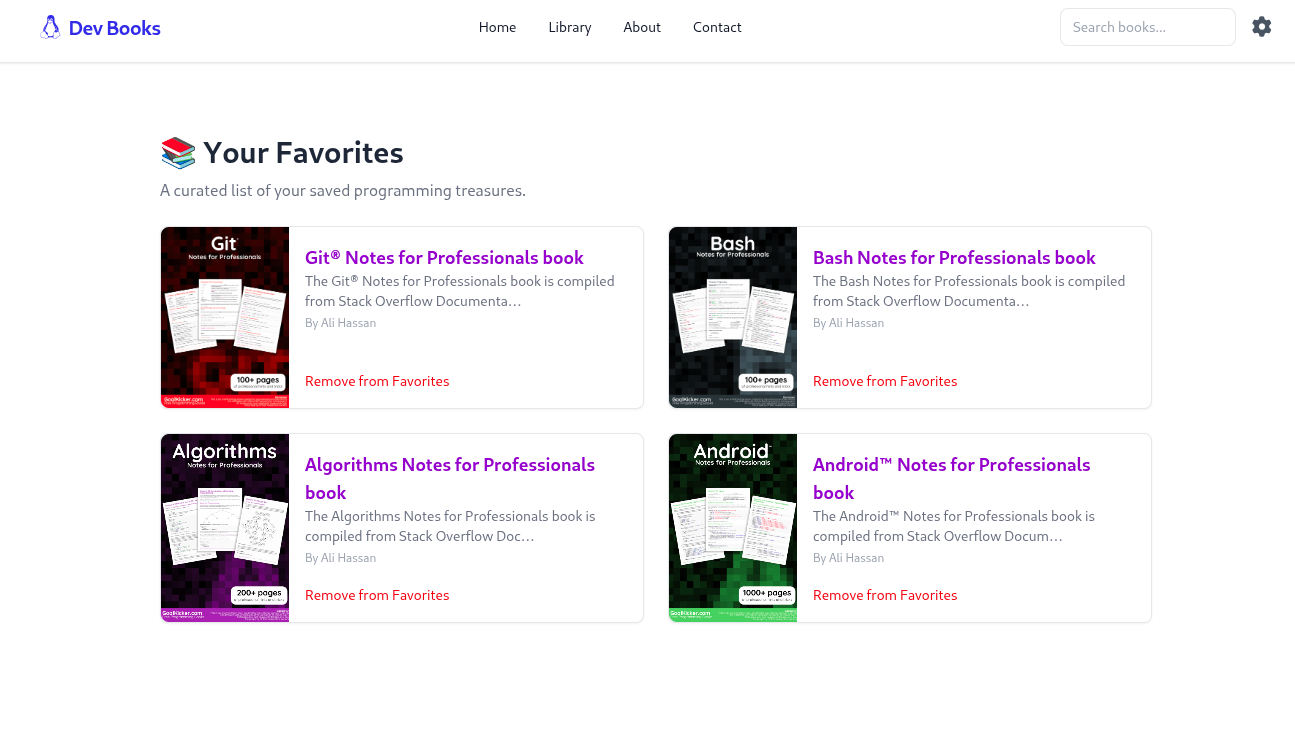 Dev Books
Home
Library
About
Contact
Search books...
📚 Your Favorites
A curated list of your saved programming treasures.
Git
Notes for Professionals
100+ pages
GoalKicker.com
Git® Notes for Professionals book
The Git® Notes for Professionals book is compiled
from Stack Overflow Documenta...
By Ali Hassan
Remove from Favorites
Bash
Notes for Professionals
100+ pages
GoalKicker.com
Bash Notes for Professionals book
The Bash Notes for Professionals book is compiled
from Stack Overflow Documenta...
By Ali Hassan
Remove from Favorites
Algorithms
Notes for Professionals
200+ pages
GoalKicker.com
Algorithms Notes for Professionals
book
The Algorithms Notes for Professionals book is
compiled from Stack Overflow Doc...
By Ali Hassan
Remove from Favorites
Android™
Notes for Professionals
1000+ pages
GoalKicker.com
Android™ Notes for Professionals
book
The Android™ Notes for Professionals book is
compiled from Stack Overflow Docum...
By Ali Hassan
Remove from Favorites